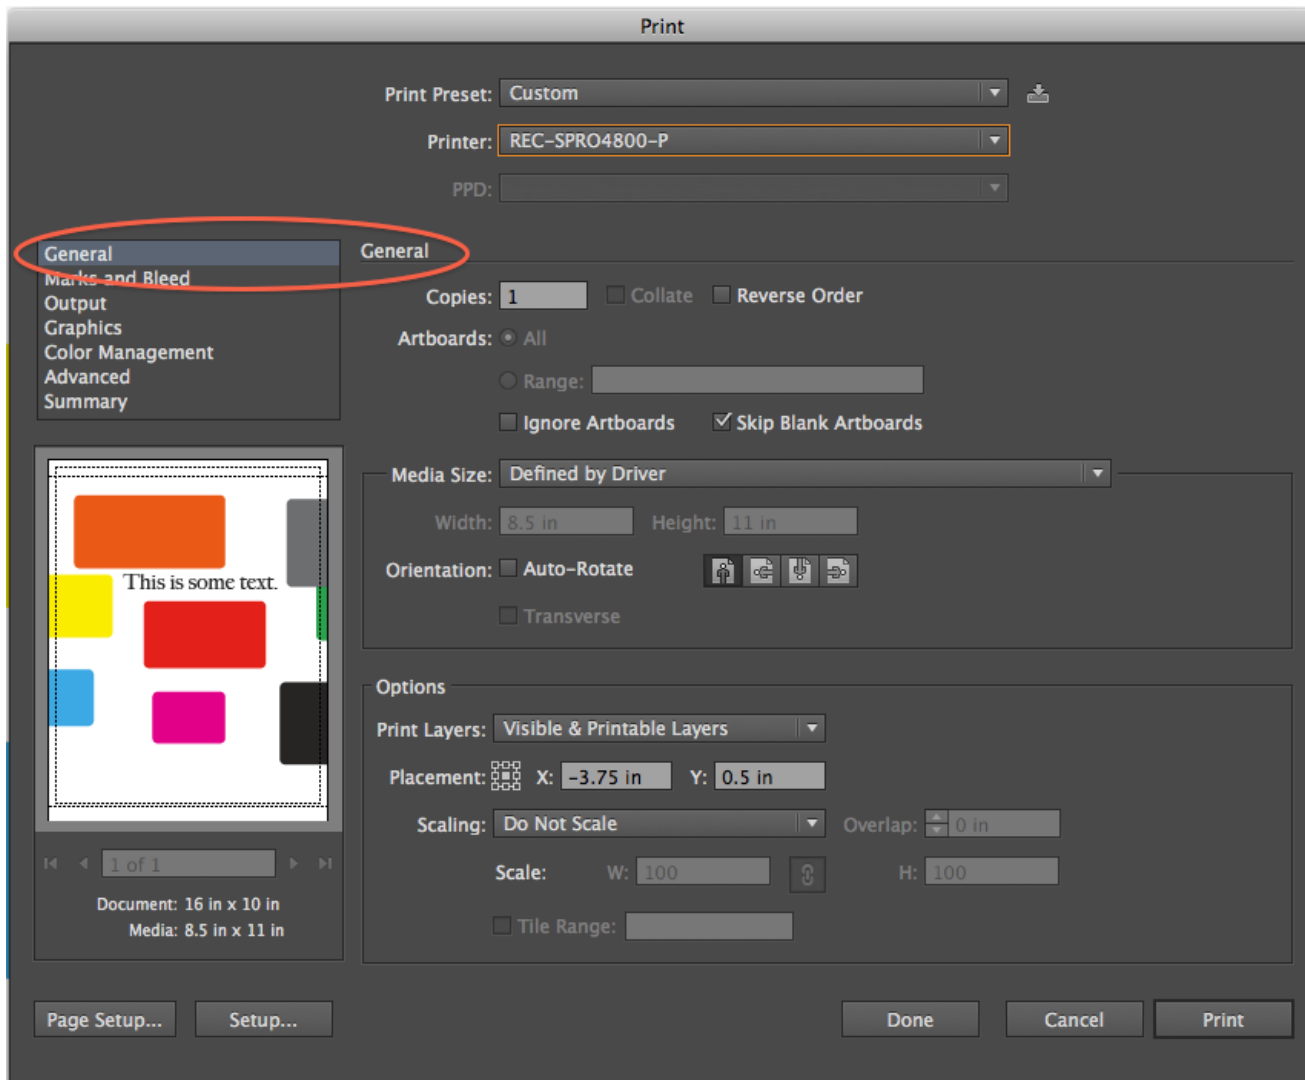 Print
Print Preset: Custom
Printer: REC-SPRO4800-P
PPD:
General
Marks and Bleed
Output
Graphics
Color Management
Advanced
Summary
General
Copies: 1 Collate Reverse Order
Artboards: All
Range:
Ignore Artboards Skip Blank Artboards
Media Size: Defined by Driver
Width: 8.5 in Height: 11 in
Orientation: Auto-Rotate
Transverse
This is some text.
1 of 1
Document: 16 in x 10 in
Media: 8.5 in x 11 in
Options
Print Layers: Visible & Printable Layers
Placement: X: -3.75 in Y: 0.5 in
Scaling: Do Not Scale Overlap: 0 in
Scale: W: 100 H: 100
Tile Range:
Page Setup... Setup... Done Cancel Print